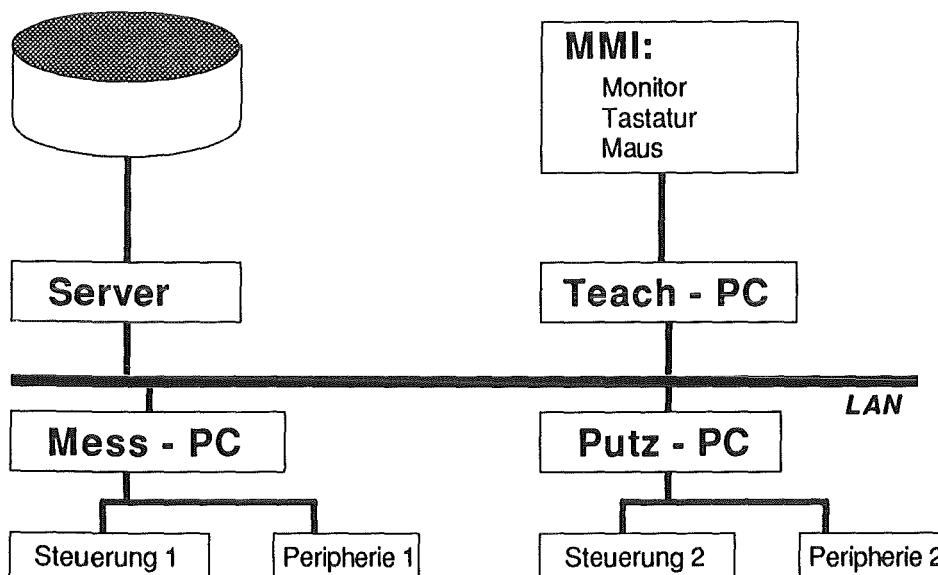 MMI:
Monitor
Tastatur
Maus
Server
Teach - PC
LAN
Mess - PC
Putz - PC
Steuerung 1
Peripherie 1
Steuerung 2
Peripherie 2